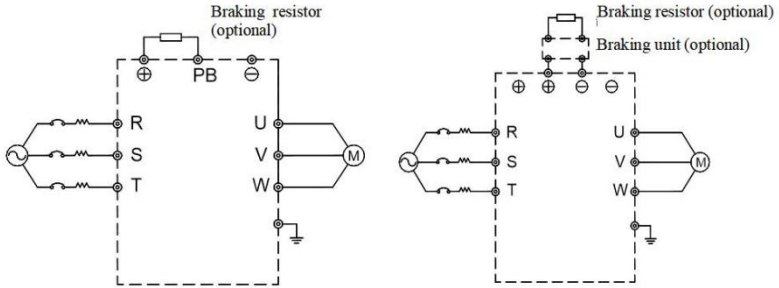 Braking resistor
(optional)
⊕ PB ⊖
R U
S V M
T W
Braking resistor (optional)
Braking unit (optional)
⊕ ⊕ ⊖ ⊖
R U
S V M
T W